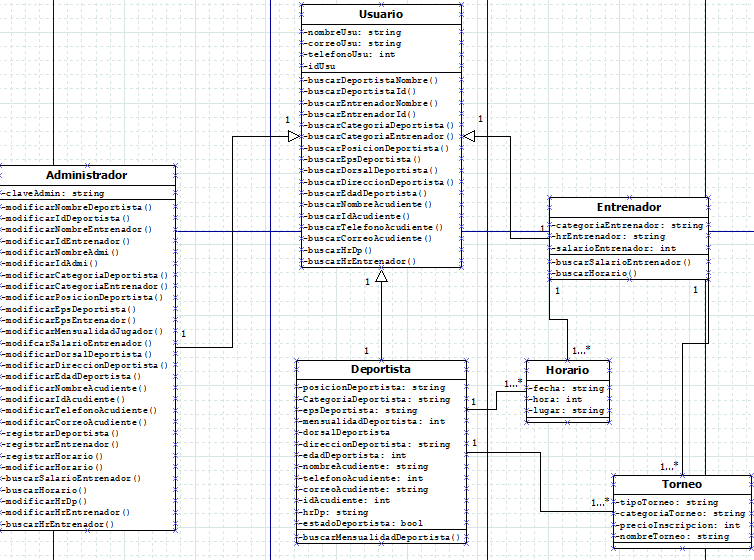 Usuario
-nombreUsu: string
-correoUsu: string
-telefonoUsu: int
-idUsu
-buscarDeportistaNombre()
-buscarDeportistaId()
-buscarEntrenadorNombre()
-buscarEntrenadorId()
-buscarCategoriaDeportista()
-buscarCategoriaEntrenador()
-buscarPosicionDeportista()
-buscarEpsDeportista()
-buscarDorsalDeportista()
-buscarDireccionDeportista()
-buscarEdadDeportista()
-buscarNombreAcudiente()
-buscarIdAcudiente()
-buscarTelefonoAcudiente()
-buscarCorreoAcudiente()
-buscarHrDp()
-buscarHrEntrenador()
1
1
1
Administrador
-claveAdmin: string
-modificarNombreDeportista()
-modificarIdDeportista()
-modificarNombreEntrenador()
-modificarIdEntrenador()
-modificarNombreAdmi()
-modificarIdAdmi()
-modificarCategoriaDeportista()
-modificarCategoriaEntrenador()
-modificarPosicionDeportista()
-modificarEpsDeportista()
-modificarEpsEntrenador()
-modificarMensualidadJugador()
-modifcarSalarioEntrenador()
-modificarDorsalDeportista()
-modificarDireccionDeportista()
-modificarEdadDeportista()
-modificarNombreAcudiente()
-modificarIdAcudiente()
-modificarTelefonoAcudiente()
-modificarCorreoAcudiente()
-registrarDeportista()
-registrarEntrenador()
-registrarHorario()
-modificarHorario()
-buscarSalarioEntrenador()
-buscarHorario()
-modificarHrDp()
-modificarHrEntrenador()
-buscarHrEntrenador()
1
Entrenador
-categoriaEntrenador: string
-hrEntrenador: string
-salarioEntrenador: int
-buscarSalarioEntrenador()
-buscarHorario()
1
1
1
1
Deportista
-posicionDeportista: string
-CategoriaDeportista: string
-epsDeportista: string
-mensualidadDeportista: int
-dorsalDeportista
-direccionDeportista: string
-edadDeportista: int
-nombreAcudiente: string
-telefonoAcudiente: int
-correoAcudiente: string
-idAcudiente: int
-hrDp: string
-estadoDeportista: bool
-buscarMensualidadDeportista()
1
1
1...*
1...*
Horario
-fecha: string
-hora: int
-lugar: string
1...*
1...*
Torneo
-tipoTorneo: string
-categoriaTorneo: string
-precioInscripcion: int
-nombreTorneo: string